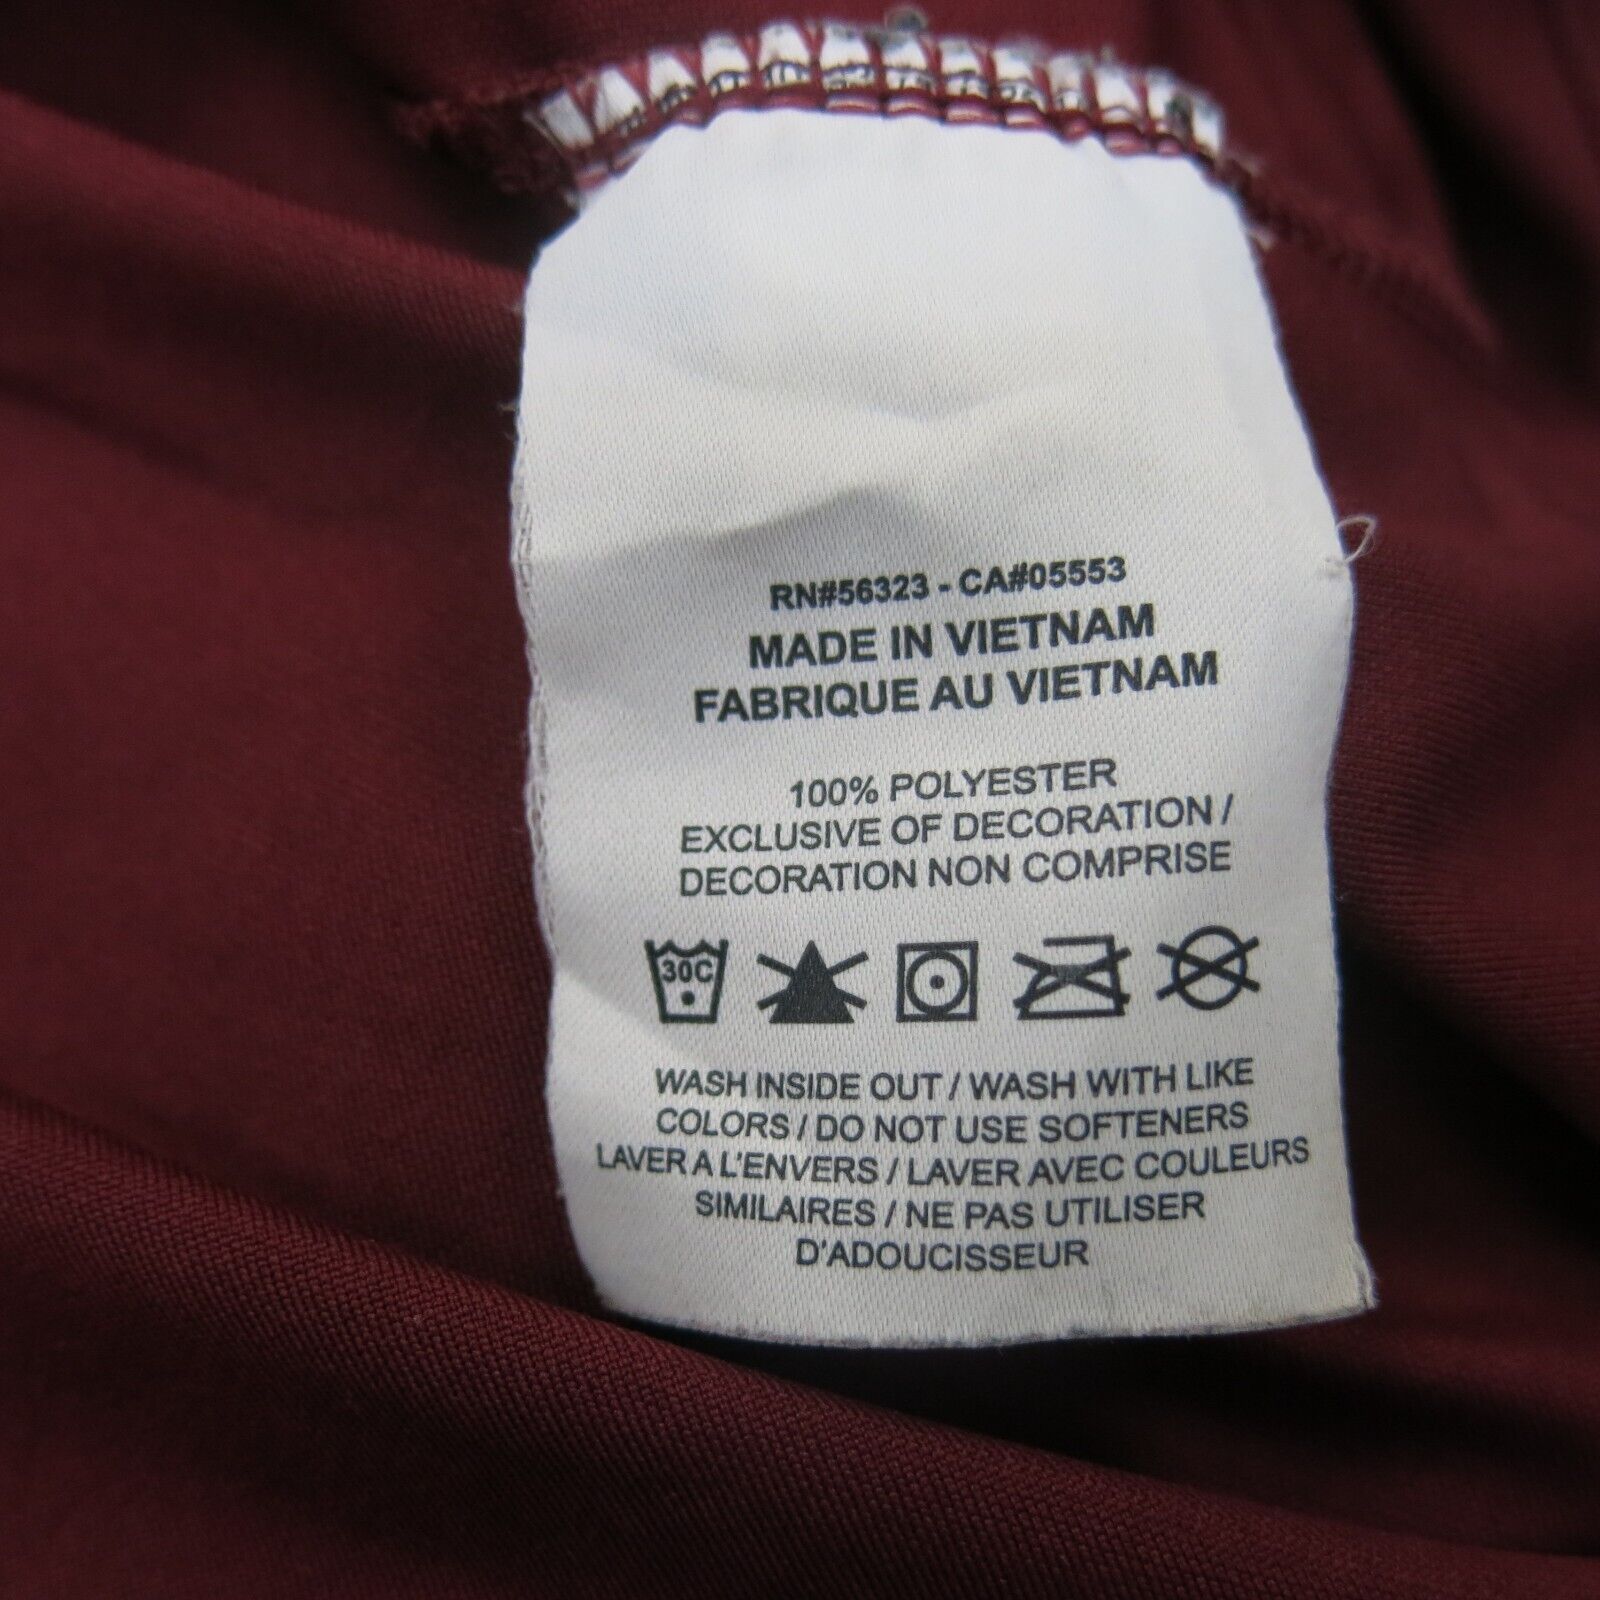 RN#56323 - CA#05553
MADE IN VIETNAM
FABRIQUE AU VIETNAM
100% POLYESTER
EXCLUSIVE OF DECORATION /
DECORATION NON COMPRISE
30C
WASH INSIDE OUT / WASH WITH LIKE
COLORS / DO NOT USE SOFTENERS
LAVER A L'ENVERS / LAVER AVEC COULEURS
SIMILAIRES / NE PAS UTILISER
D'ADOUCISSEUR